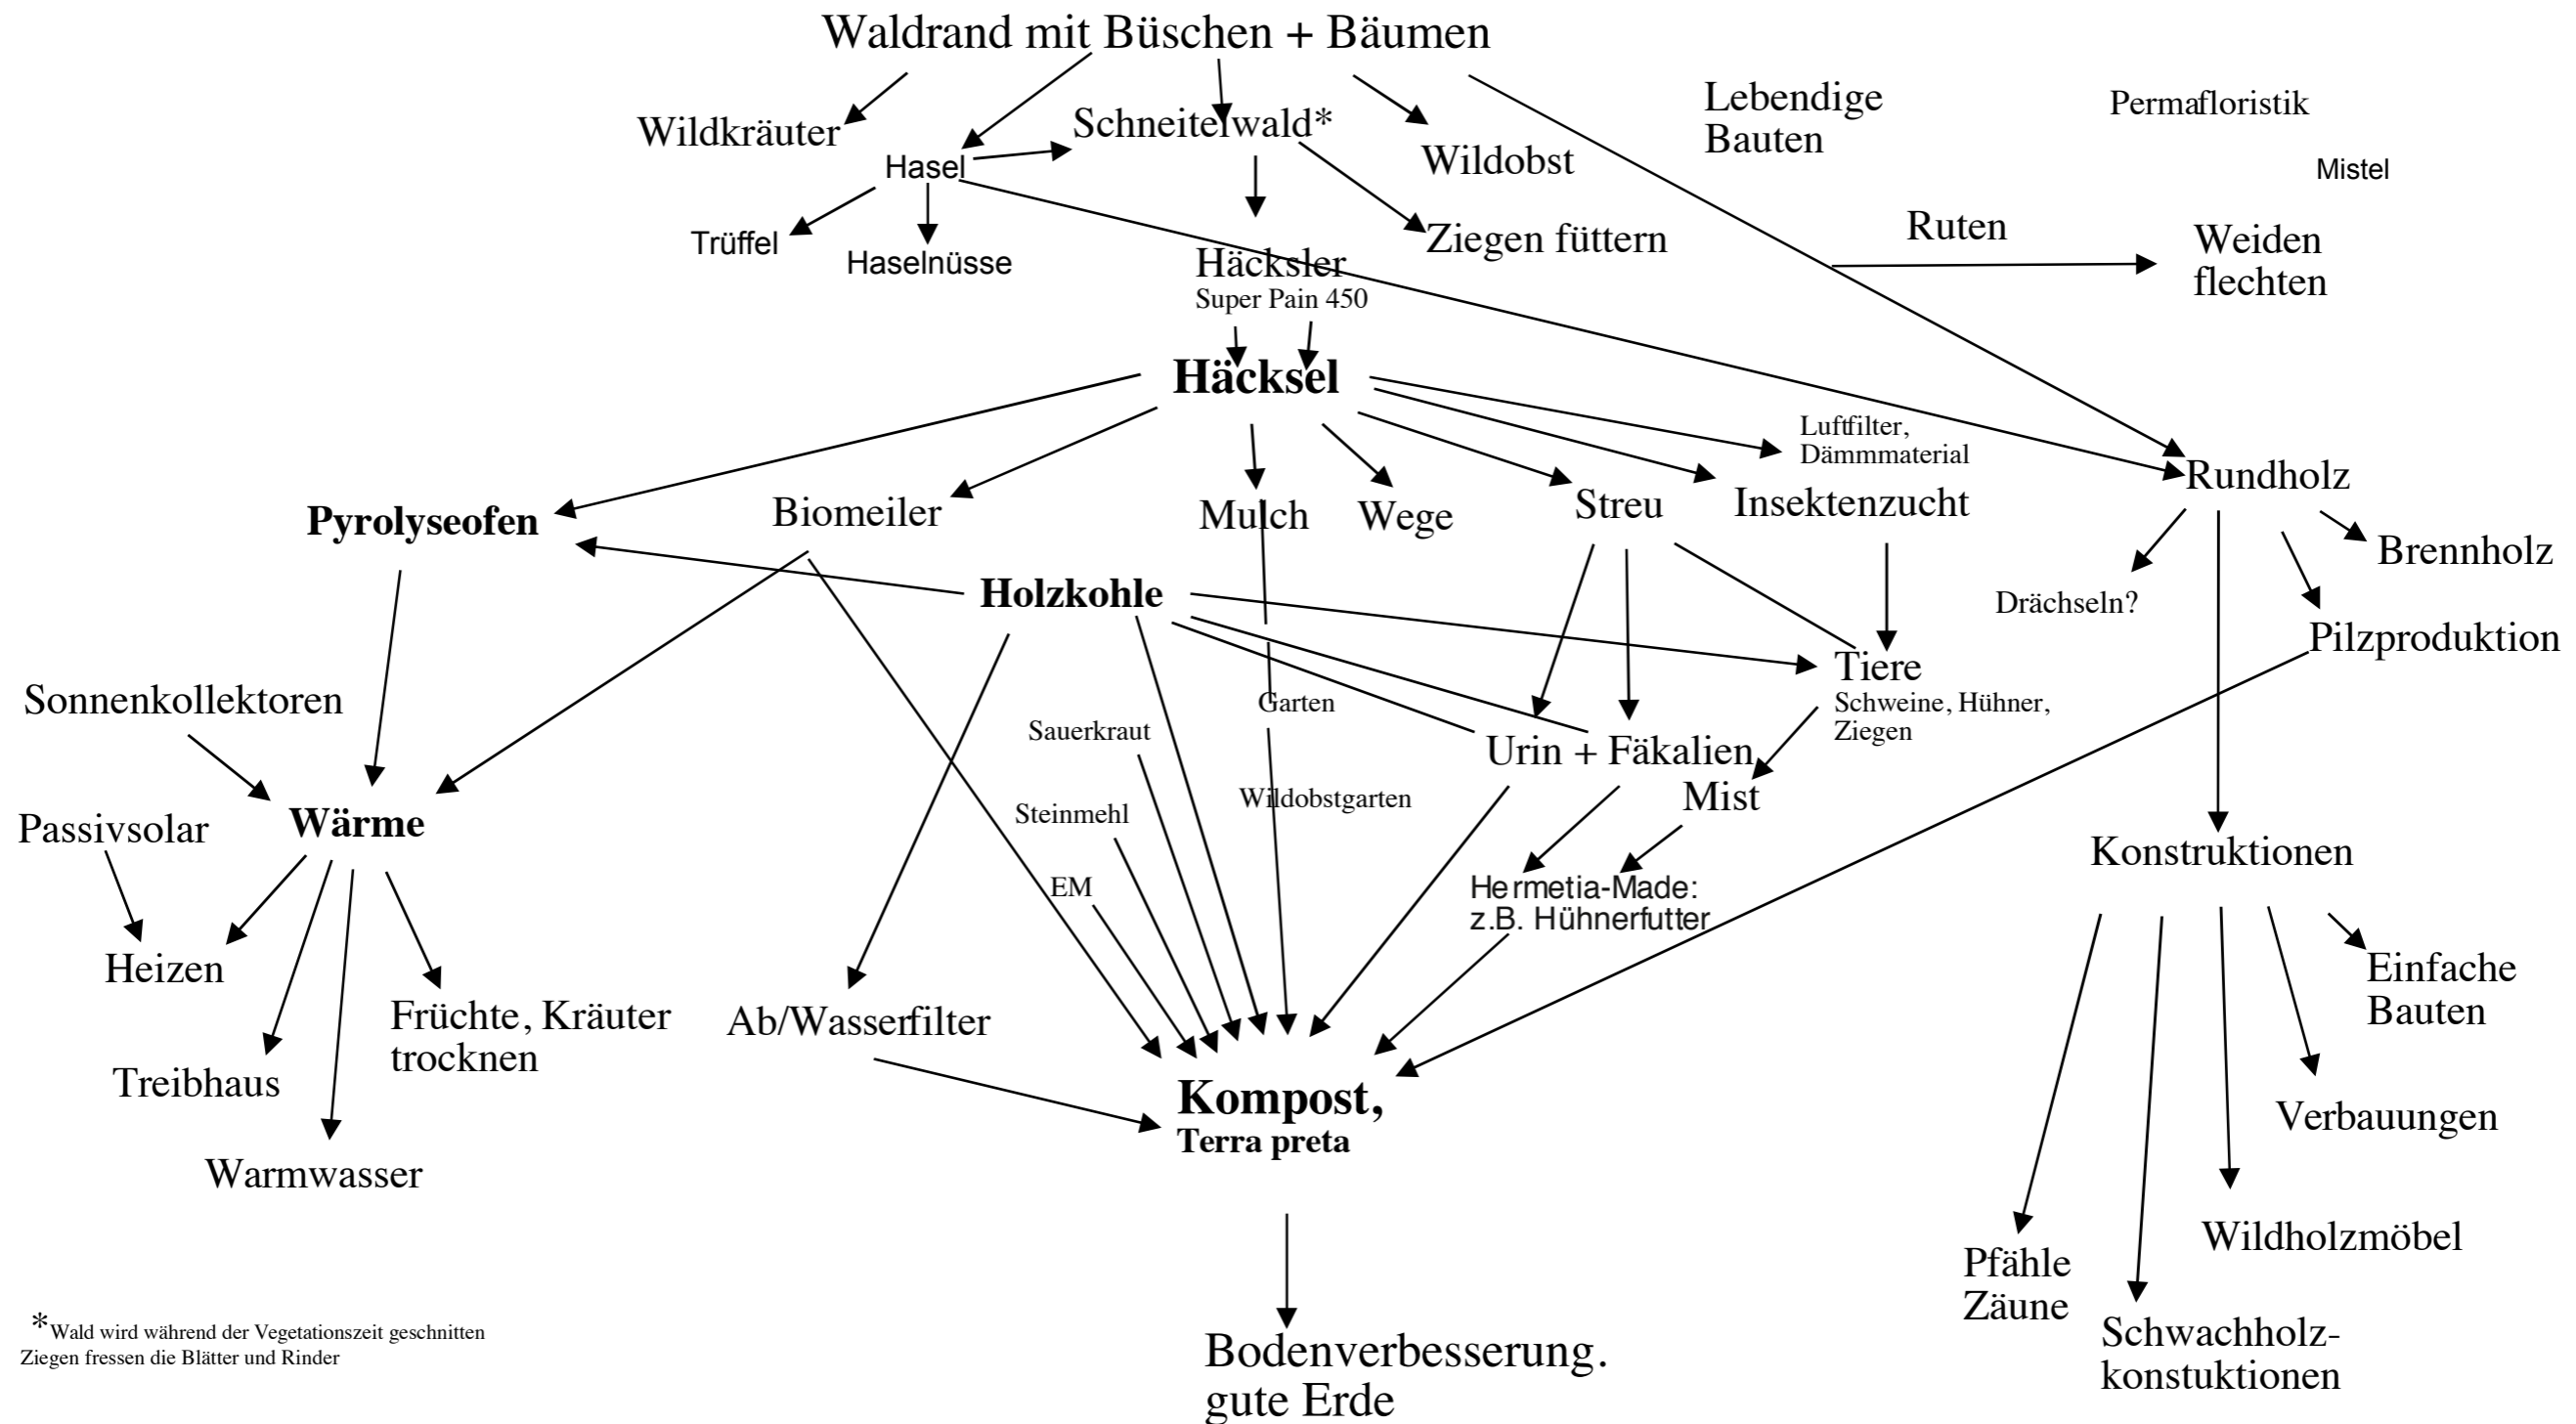 Waldrand mit Büschen + Bäumen
Lebendige
Bauten
Permafloristik
Wildkräuter
Schneitelwald*
Hasel
Wildobst
Mistel
Trüffel
Haselnüsse
Ziegen füttern
Ruten
Weiden
flechten
Häcksler
Super Pain 450
Häcksel
Luftfilter,
Dämmmaterial
Rundholz
Pyrolyseofen
Biomeiler
Mulch
Wege
Streu
Insektenzucht
Brennholz
Holzkohle
Drächseln?
Pilzproduktion
Tiere
Schweine, Hühner,
Ziegen
Sonnenkollektoren
Garten
Sauerkraut
Urin + Fäkalien
Mist
Wildobstgarten
Steinmehl
Passivsolar
Wärme
Konstruktionen
EM
Hermetia-Made:
z.B. Hühnerfutter
Heizen
Einfache
Bauten
Früchte, Kräuter
trocknen
Ab/Wasserfilter
Treibhaus
Kompost,
Terra preta
Verbauungen
Warmwasser
Wildholzmöbel
Pfähle
Zäune
Schwachholz-
konstuktionen
*Wald wird während der Vegetationszeit geschnitten
Ziegen fressen die Blätter und Rinder
Bodenverbesserung.
gute Erde